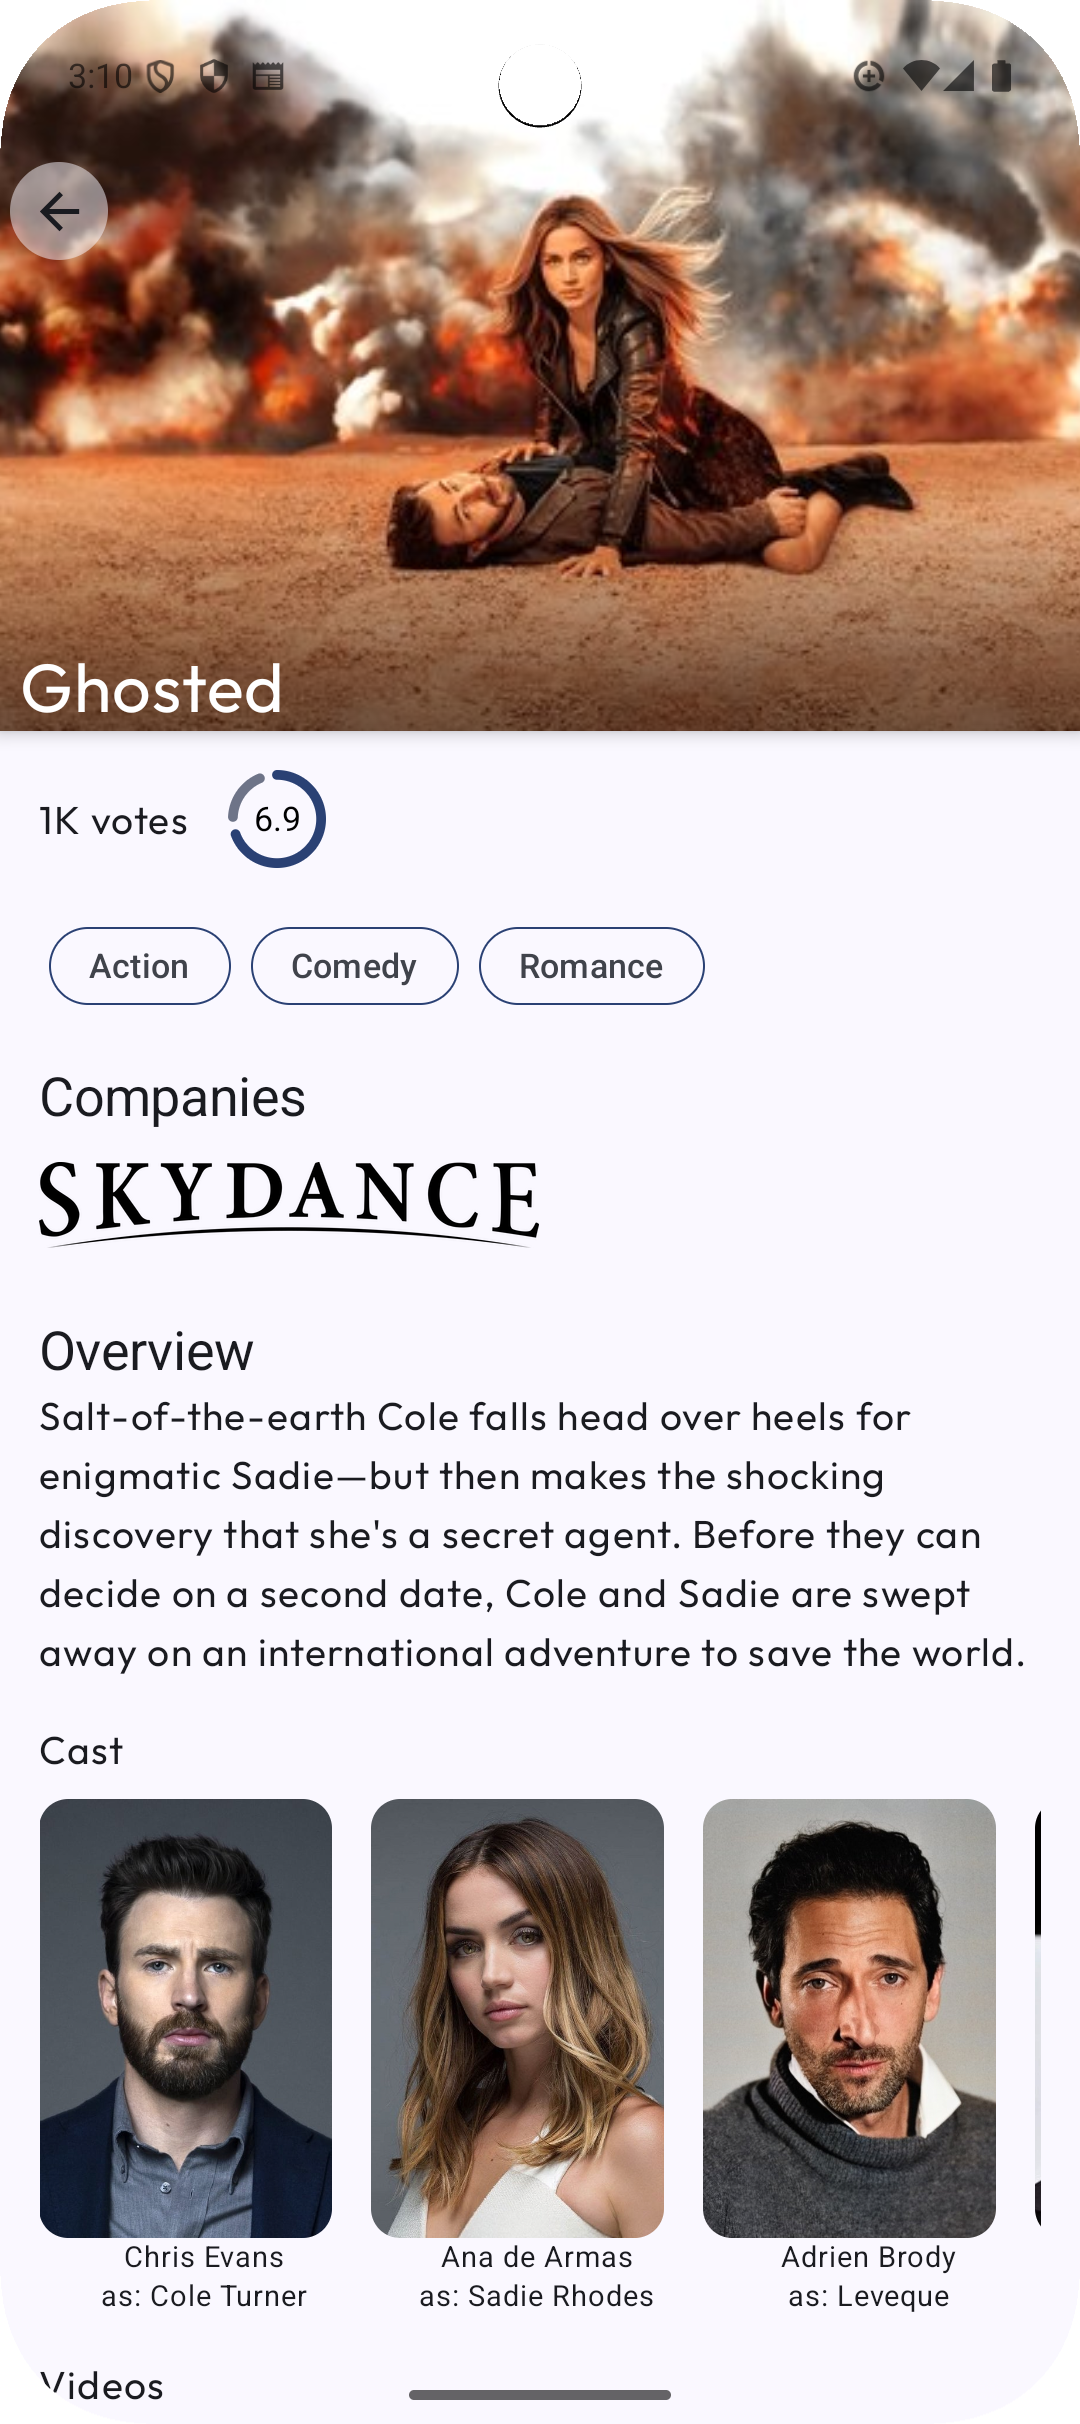 3:10
Ghosted
1K votes
6.9
Action Comedy Romance
Companies
SKYDANCE
Overview
Salt-of-the-earth Cole falls head over heels for
enigmatic Sadie—but then makes the shocking
discovery that she's a secret agent. Before they can
decide on a second date, Cole and Sadie are swept
away on an international adventure to save the world.
Cast
Chris Evans
as: Cole Turner
Ana de Armas
as: Sadie Rhodes
Adrien Brody
as: Leveque
Videos